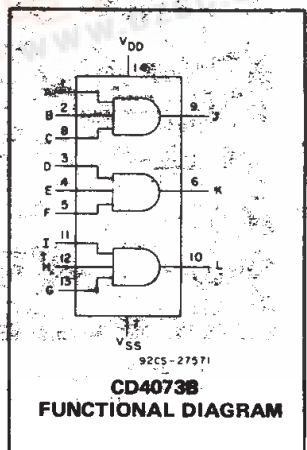 VDD
14
B 2
C 8
9 J
D 3
E 4
F 5
6 K
I 11
H 12
G 13
10 L
VSS
92CS-27571
CD4073B
FUNCTIONAL DIAGRAM